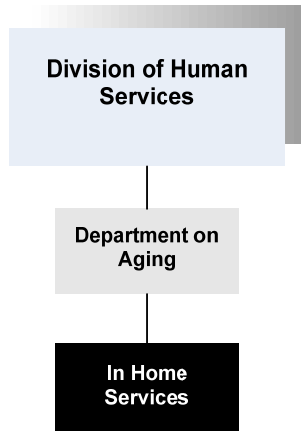 Division of Human
Services
Department on
Aging
In Home
Services